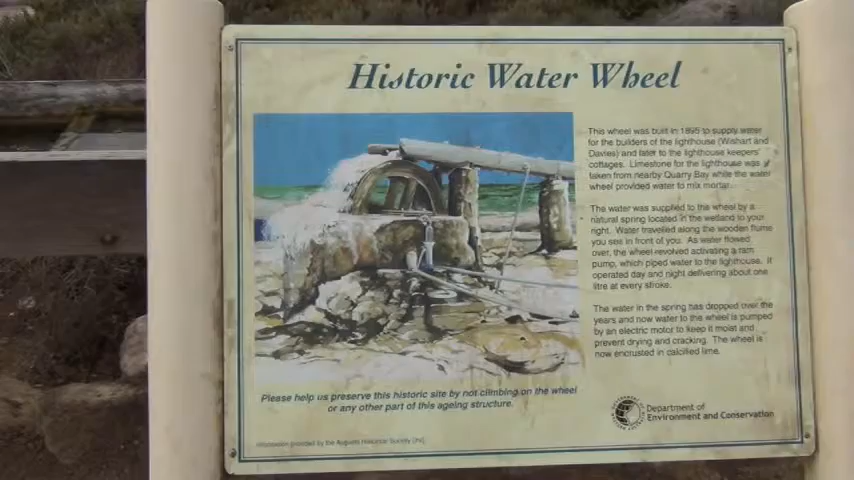 Historic Water Wheel
This wheel was built in 1895 to supply water
for the builders of the lighthouse (Wishart and
Davies) and later to the lighthouse keepers'
cottages. Limestone for the lighthouse was
taken from nearby Quarry Bay while the water
wheel provided water to mix mortar.
The water was supplied to the wheel by a
natural spring located in the wetland to your
right. Water travelled along the wooden flume
you see in front of you. As water flowed
over, the wheel revolved activating a ram
pump, which piped water to the lighthouse. It
operated day and night delivering about one
litre at every stroke.
The water in the spring has dropped over the
years and now water to the wheel is pumped
by an electric motor to keep it moist and
prevent drying and cracking. The wheel is
now encrusted in calcified lime.
Please help us preserve this historic site by not climbing on the wheel
or any other part of this ageing structure.
Department of
Environment and Conservation
Information provided by the Augusta Historical Society